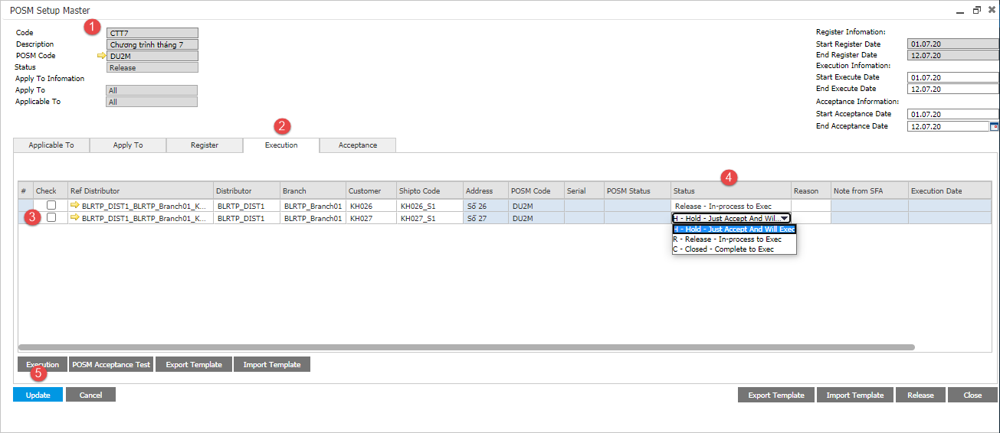 POSM Setup Master
1
Code CTT7
Description Chương trình tháng 7
POSM Code DU2M
Status Release
Apply To Infomation
Apply To All
Applicable To All
Register Infomation:
Start Register Date 01.07.20
End Register Date 12.07.20
Execution Infomation:
Start Execute Date 01.07.20
End Execute Date 12.07.20
Acceptance Information:
Start Acceptance Date 01.07.20
End Acceptance Date 12.07.20
2
Applicable To Apply To Register Execution Acceptance
4
# Check Ref Distributor Distributor Branch Customer Shipto Code Address POSM Code Serial POSM Status Status Reason Note from SFA Execution Date
BLRTP_DIST1_BLRTP_Branch01_K... BLRTP_DIST1 BLRTP_Branch01 KH026 KH026_S1 Số 26 DU2M Release - In-process to Exec
3 BLRTP_DIST1_BLRTP_Branch01_K... BLRTP_DIST1 BLRTP_Branch01 KH027 KH027_S1 Số 27 DU2M H - Hold - Just Accept And Wil...
H - Hold - Just Accept And Will Exec
R - Release - In-process to Exec
C - Closed - Complete to Exec
Execution POSM Acceptance Test Export Template Import Template
5
Update Cancel Export Template Import Template Release Close